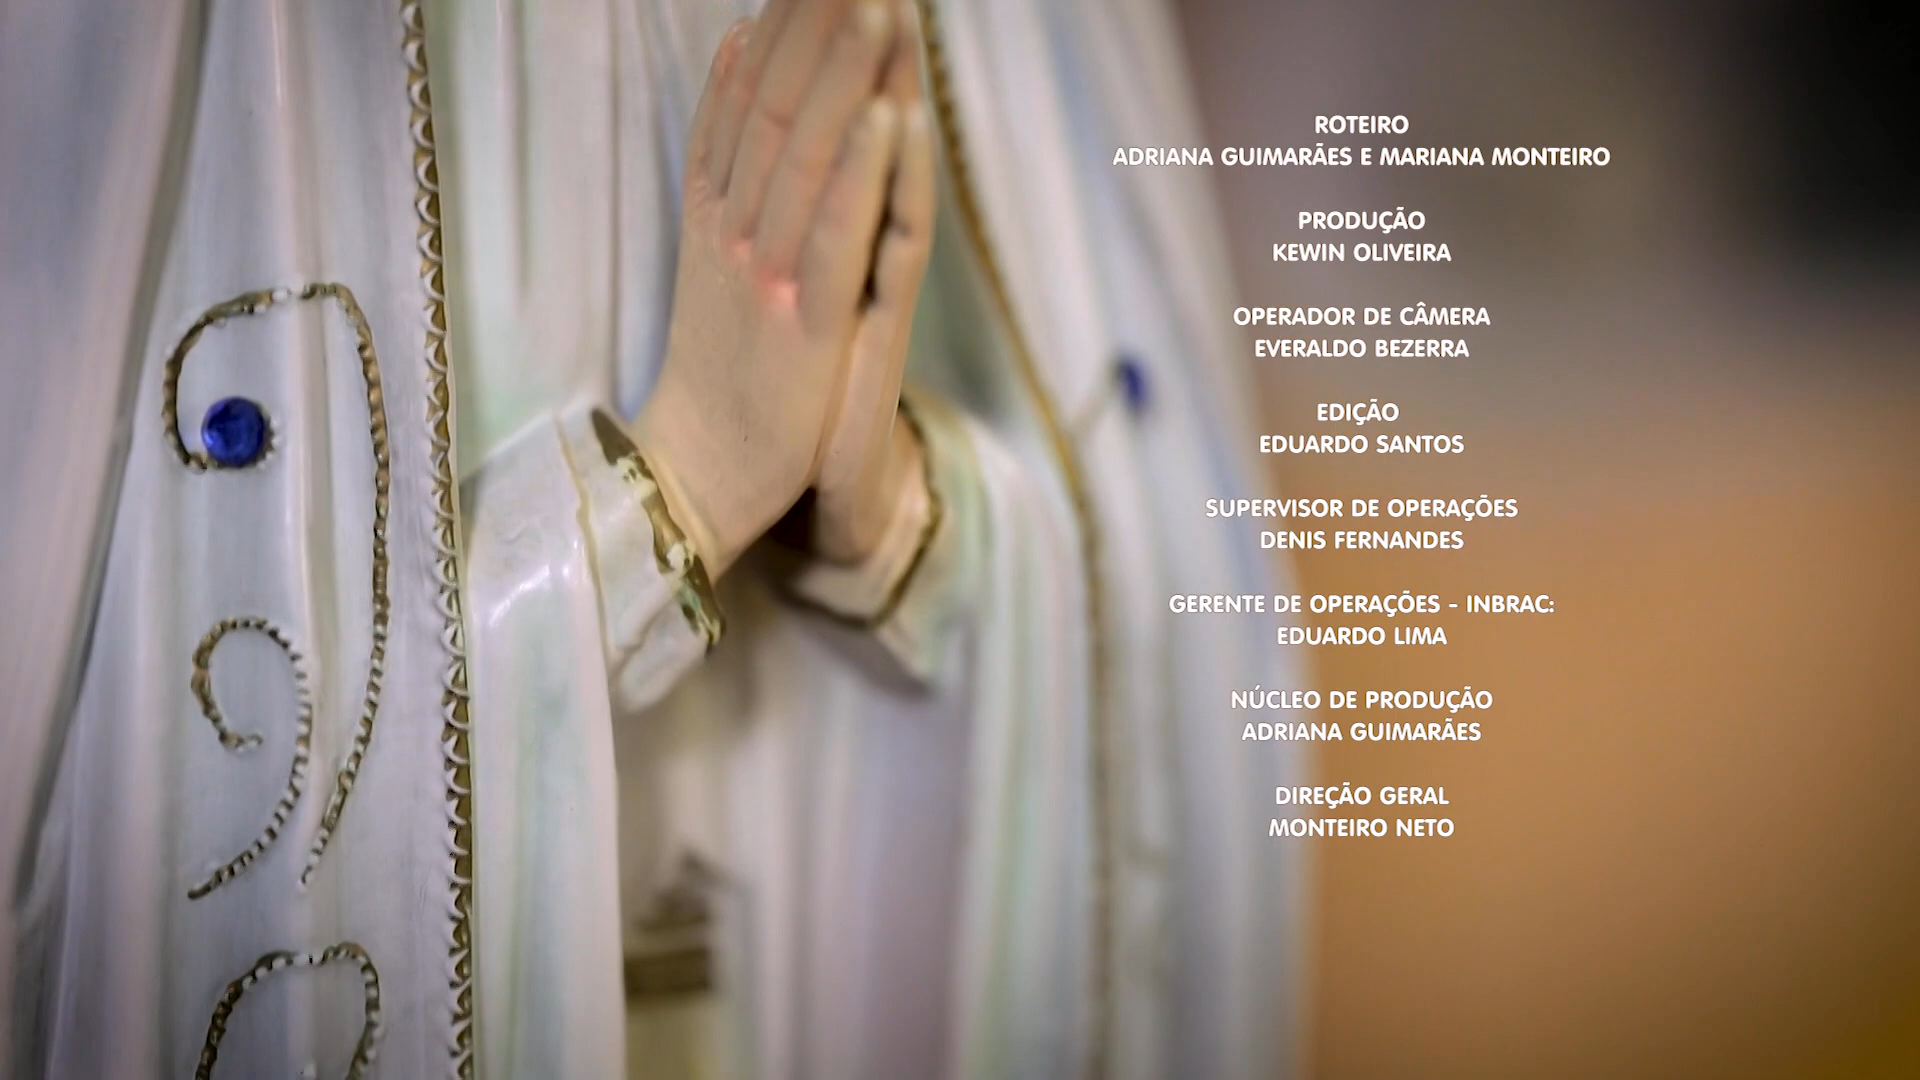 ROTEIRO
ADRIANA GUIMARÃES E MARIANA MONTEIRO
PRODUÇÃO
KEWIN OLIVEIRA
OPERADOR DE CÂMERA
EVERALDO BEZERRA
EDIÇÃO
EDUARDO SANTOS
SUPERVISOR DE OPERAÇÕES
DENIS FERNANDES
GERENTE DE OPERAÇÕES - INBRAC:
EDUARDO LIMA
NÚCLEO DE PRODUÇÃO
ADRIANA GUIMARÃES
DIREÇÃO GERAL
MONTEIRO NETO